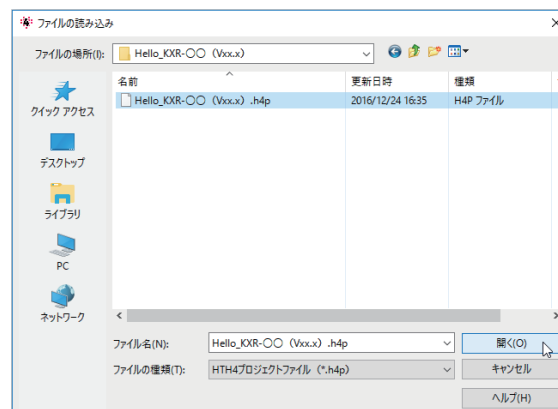 ファイルの読み込み
ファイルの場所(I): Hello_KXR-〇〇（Vxx.x）
名前 更新日時 種類
Hello_KXR-〇〇（Vxx.x）.h4p 2016/12/24 16:35 H4P ファイル
クイック アクセス
デスクトップ
ライブラリ
PC
ネットワーク
ファイル名(N): Hello_KXR-〇〇（Vxx.x）.h4p 開く(O)
ファイルの種類(T): HTH4プロジェクトファイル（*.h4p） キャンセル
ヘルプ(H)